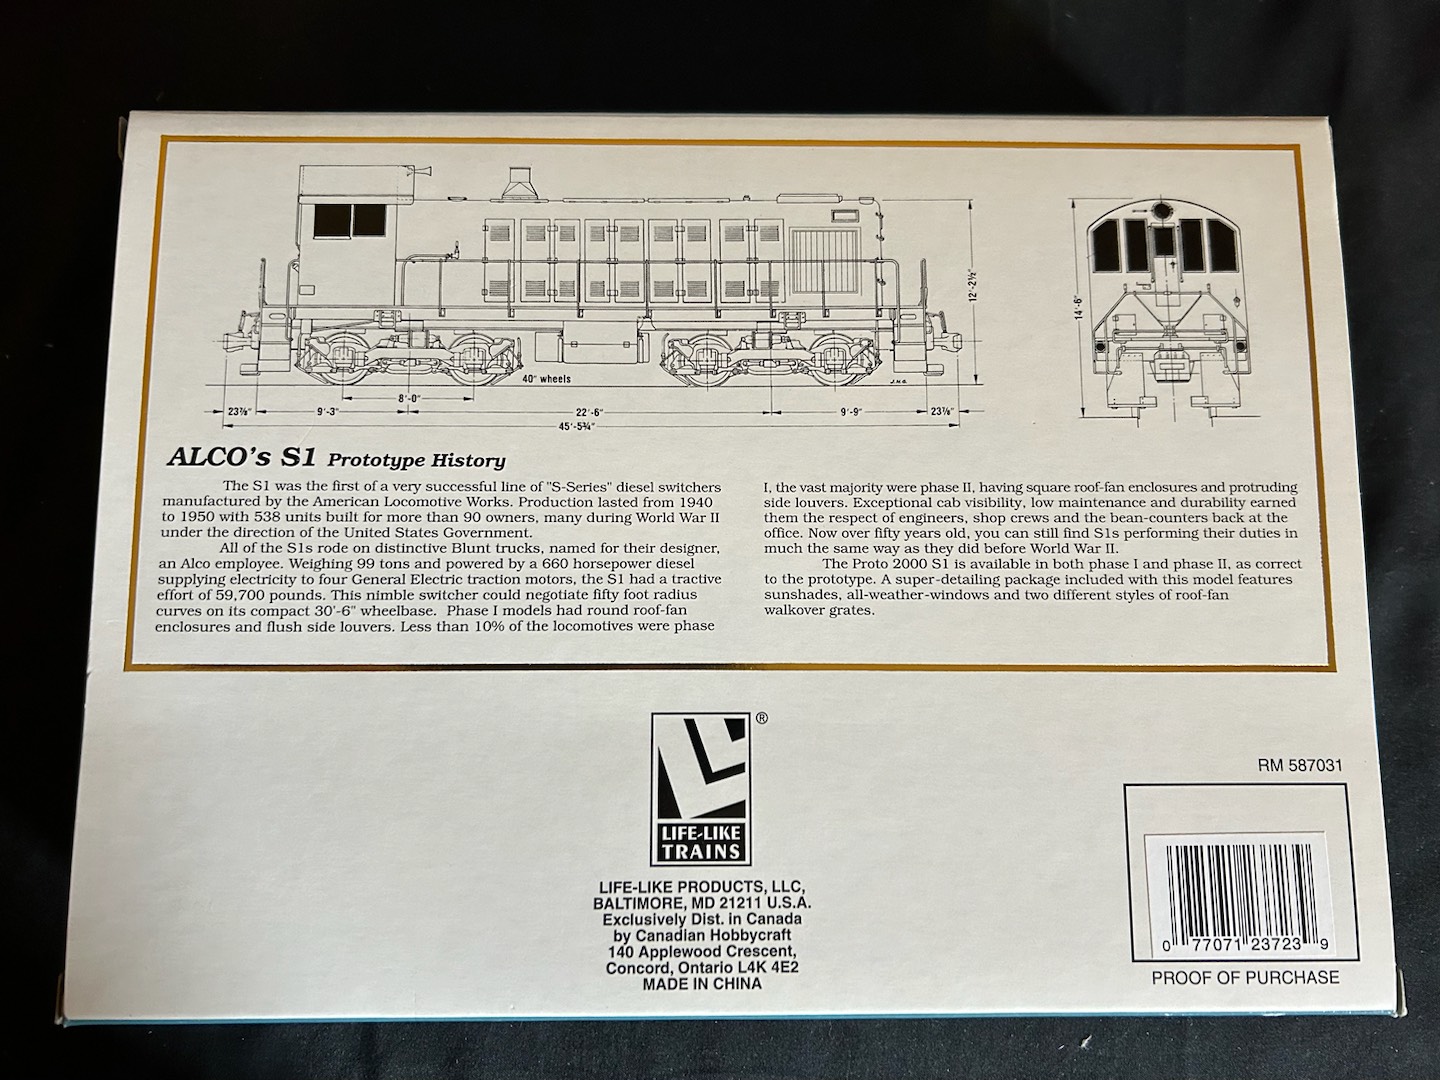 12'-2½"
14'-6"
40" wheels
J.H.G.
8'-0"
23⅞"
9'-3"
22'-6"
9'-9"
23⅞"
45'-5¾"
ALCO's S1 Prototype History
The S1 was the first of a very successful line of "S-Series" diesel switchers
manufactured by the American Locomotive Works. Production lasted from 1940
to 1950 with 538 units built for more than 90 owners, many during World War II
under the direction of the United States Government.
All of the S1s rode on distinctive Blunt trucks, named for their designer,
an Alco employee. Weighing 99 tons and powered by a 660 horsepower diesel
supplying electricity to four General Electric traction motors, the S1 had a tractive
effort of 59,700 pounds. This nimble switcher could negotiate fifty foot radius
curves on its compact 30'-6" wheelbase. Phase I models had round roof-fan
enclosures and flush side louvers. Less than 10% of the locomotives were phase
I, the vast majority were phase II, having square roof-fan enclosures and protruding
side louvers. Exceptional cab visibility, low maintenance and durability earned
them the respect of engineers, shop crews and the bean-counters back at the
office. Now over fifty years old, you can still find S1s performing their duties in
much the same way as they did before World War II.
The Proto 2000 S1 is available in both phase I and phase II, as correct
to the prototype. A super-detailing package included with this model features
sunshades, all-weather-windows and two different styles of roof-fan
walkover grates.
®
LIFE-LIKE
TRAINS
LIFE-LIKE PRODUCTS, LLC,
BALTIMORE, MD 21211 U.S.A.
Exclusively Dist. in Canada
by Canadian Hobbycraft
140 Applewood Crescent,
Concord, Ontario L4K 4E2
MADE IN CHINA
RM 587031
0 77071 23723 9
PROOF OF PURCHASE